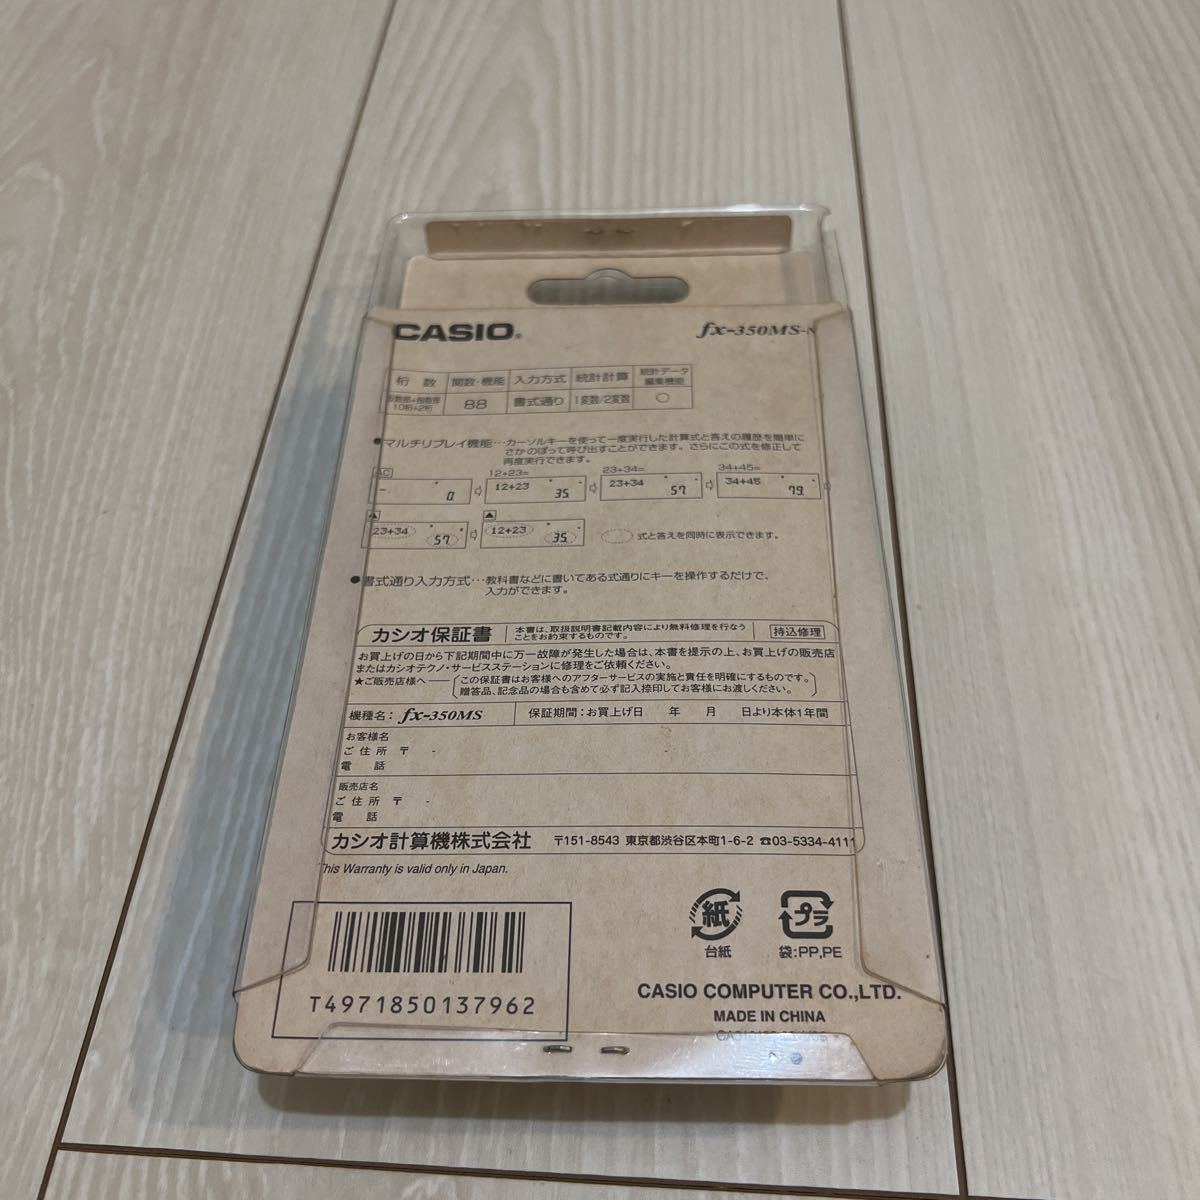 CASIO®
fx-350MS-N
桁 数 関数・機能 入力方式 統計計算 統計データ編集機能
仮数部+指数部 10桁+2桁 88 書式通り 1変数/2変数 ○
●マルチリプレイ機能…カーソルキーを使って一度実行した計算式と答えの履歴を簡単に
さかのぼって呼び出すことができます。さらにこの式を修正して
再度実行できます。
AC 12+23= 23+34= 34+45=
0. 12+23 35. 23+34 57. 34+45 79.
▲ ▲
23+34 57. 12+23 35. 式と答えを同時に表示できます。
●書式通り入力方式…教科書などに書いてある式通りにキーを操作するだけで、
入力ができます。
カシオ保証書 本書は、取扱説明書記載内容により無料修理を行なう
ことをお約束するものです。 持込修理
お買上げの日から下記期間中に万一故障が発生した場合は、本書を提示の上、お買上げの販売店
またはカシオテクノ・サービスステーションに修理をご依頼ください。
★ご販売店様へ―この保証書はお客様へのアフターサービスの実施と責任を明確にするものです。
贈答品、記念品の場合も含めて必ず記入捺印してお客様にお渡しください。
機種名:fx-350MS 保証期間:お買上げ日 年 月 日より本体1年間
お客様名
ご住所 〒 -
電 話 - -
販売店名
ご住所 〒 -
電 話
カシオ計算機株式会社 〒151-8543 東京都渋谷区本町1-6-2 ☎03-5334-4111
This Warranty is valid only in Japan.
紙 プラ
台紙 袋:PP,PE
T4971850137962
CASIO COMPUTER CO.,LTD.
MADE IN CHINA